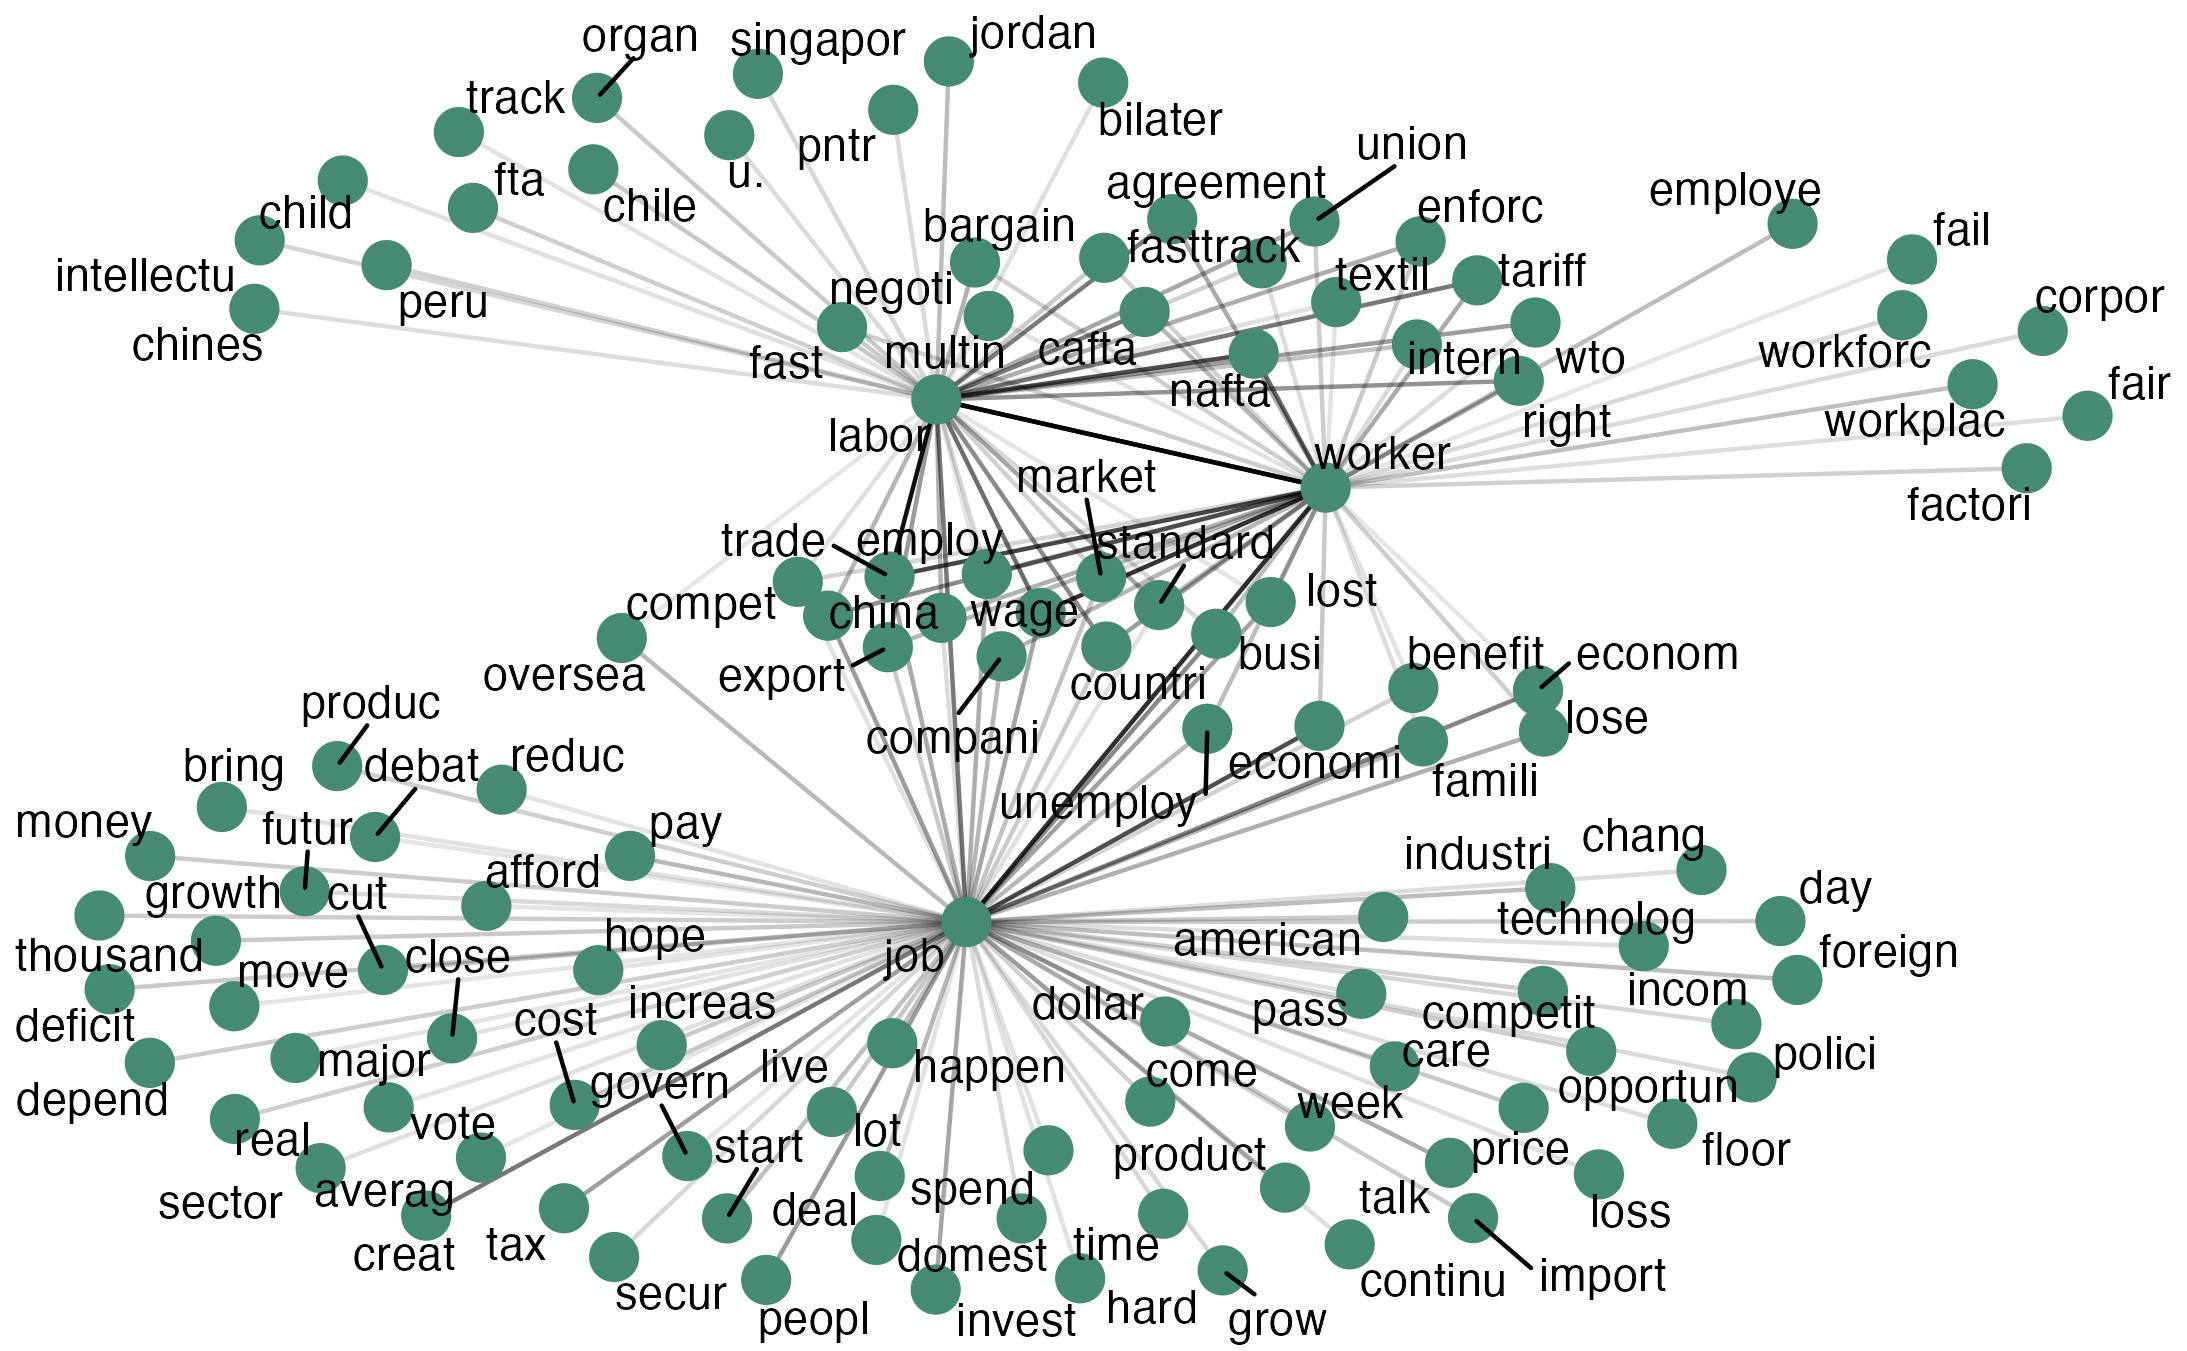 organ
singapor
jordan
track
bilater
pntr
union
u.
fta
chile
agreement
employe
enforc
child
bargain
fasttrack
fail
intellectu
negoti
textil
tariff
peru
corpor
chines
fast
multin
cafta
intern
wto
workforc
nafta
fair
right
workplac
labor
worker
market
factori
trade
employ
standard
compet
china
wage
lost
export
oversea
countri
busi
benefit
econom
produc
compani
lose
bring
debat
reduc
economi
famili
unemploy
money
futur
pay
industri
chang
growth
cut
afford
day
thousand
move
close
hope
job
american
technolog
foreign
deficit
cost
increas
dollar
pass
competit
incom
depend
major
govern
live
happen
come
care
polici
real
vote
start
lot
week
opportun
sector
averag
deal
spend
product
price
floor
creat
tax
domest
time
talk
loss
secur
peopl
invest
hard
grow
continu
import